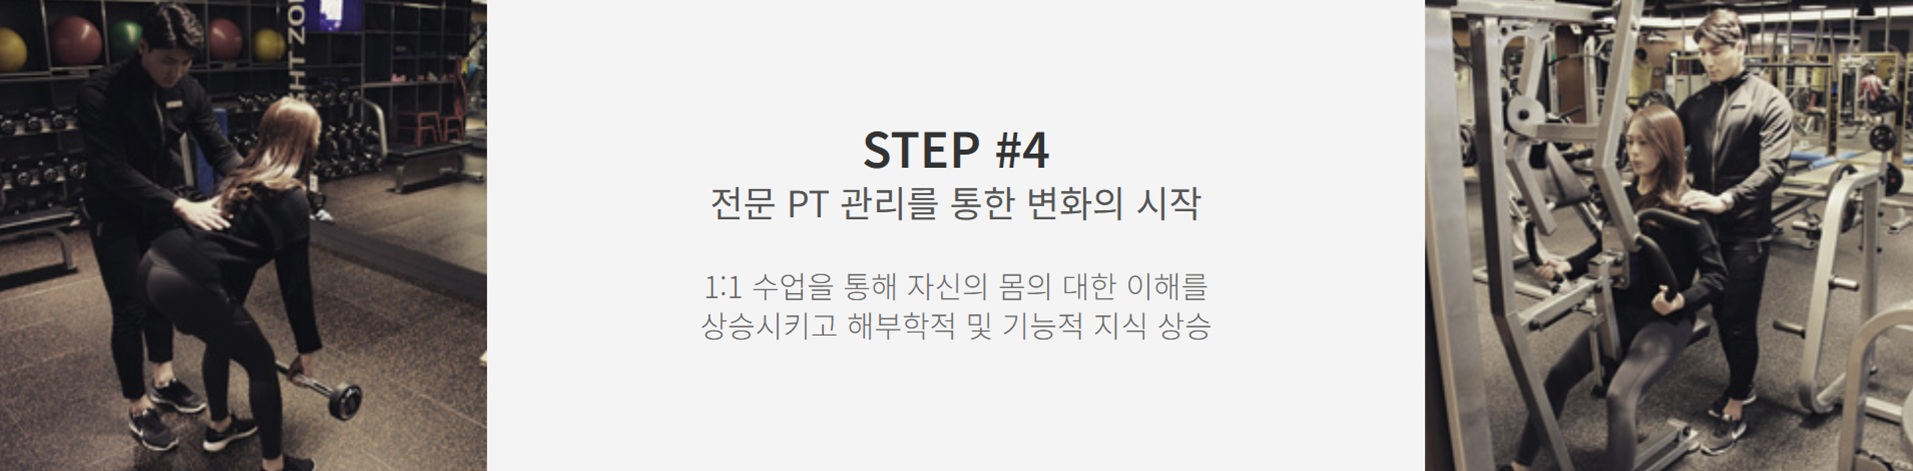 HT ZO
STEP #4
전문 PT 관리를 통한 변화의 시작
1:1 수업을 통해 자신의 몸의 대한 이해를
상승시키고 해부학적 및 기능적 지식 상승